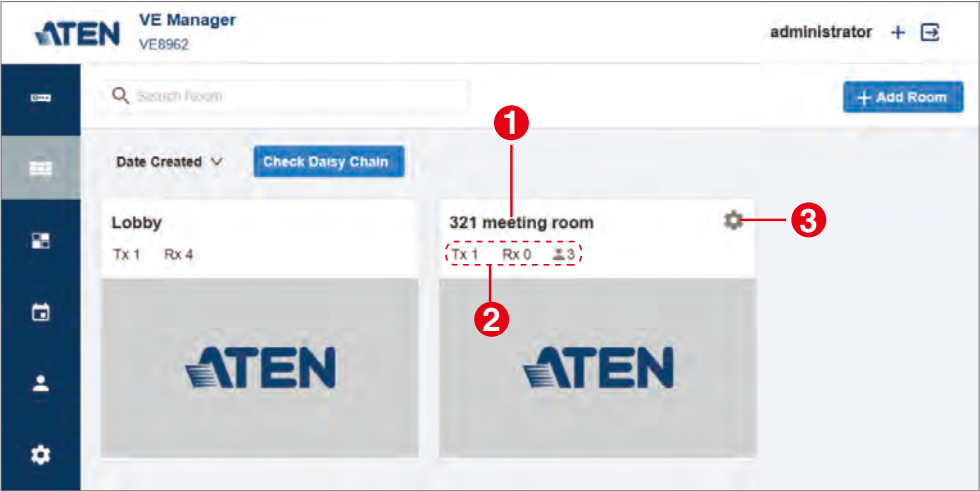 ATEN
VE Manager
VE8962
administrator
Search Room
+ Add Room
1
Date Created
Check Daisy Chain
Lobby
321 meeting room
3
Tx 1 Rx 4
Tx 1 Rx 0 3
2
ATEN
ATEN